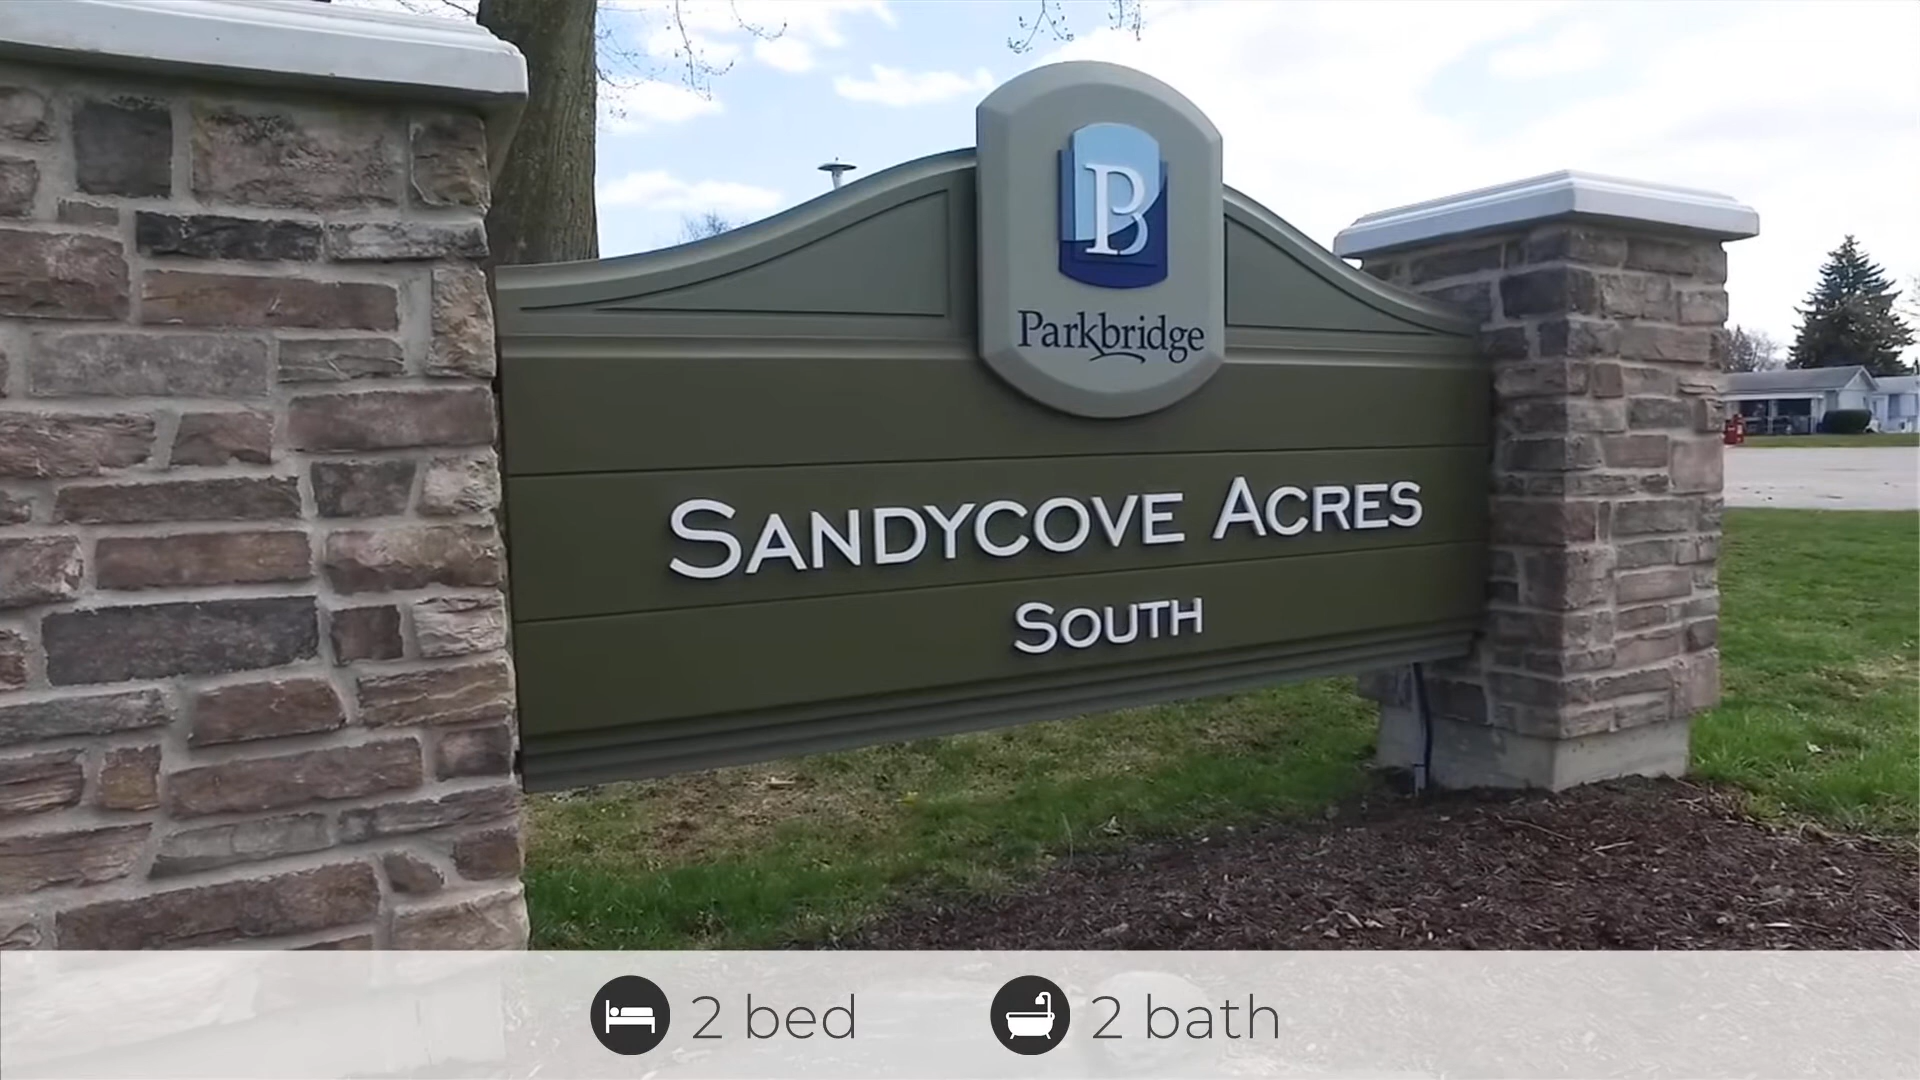 P
Parkbridge
SANDYCOVE ACRES
SOUTH
2 bed
2 bath